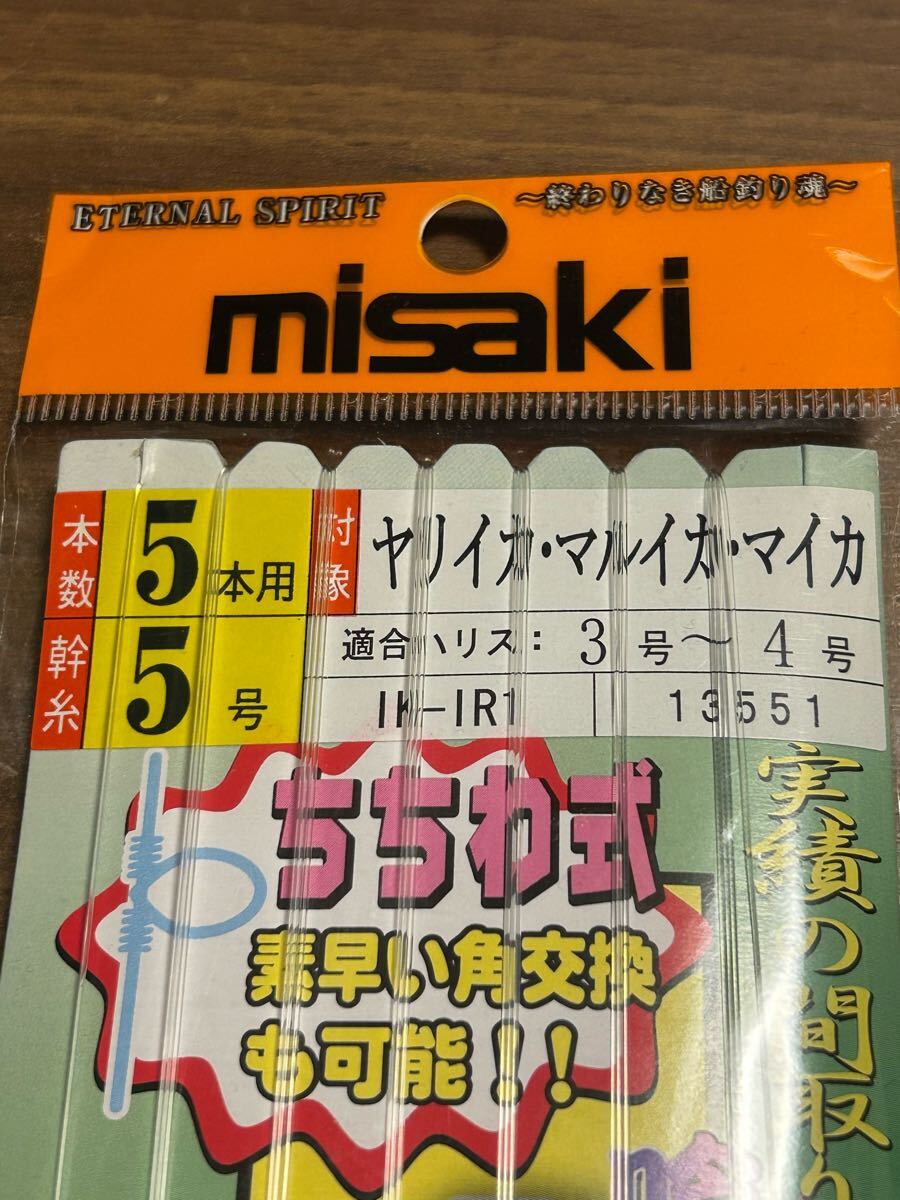 ETERNAL SPIRIT
～終わりなき船釣り魂～
misaki
本数 5 本用
対象 ヤリイカ・マルイカ・マイカ
幹糸 5 号
適合ハリス: 3号～4号
IK-IR1 13551
ちちわ式
素早い角交換
も可能!!
実績の間取り